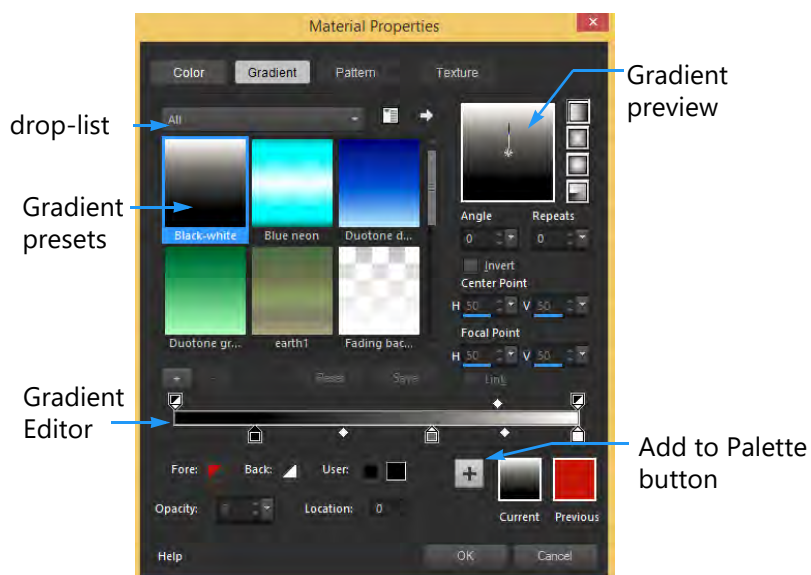 Material Properties
Color Gradient Pattern Texture
Gradient
preview
drop-list
All
Gradient
presets
Black-white Blue neon Duotone d...
Angle Repeats
0 0
Invert
Center Point
H 50 V 50
Focal Point
H 50 V 50
Duotone gr... earth1 Fading bac...
Reset Save Link
Gradient
Editor
Add to Palette
button
Fore: Back: User:
Opacity: Location: 0
Current Previous
Help OK Cancel